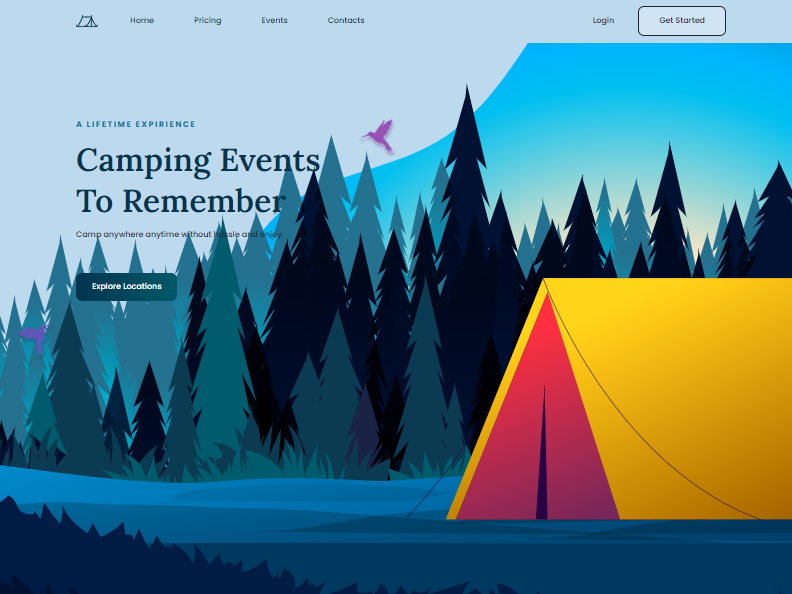 Home Pricing Events Contacts Login Get Started
A LIFETIME EXPIRIENCE
Camping Events
To Remember
Camp anywhere anytime without hassle and enjoy.
Explore Locations